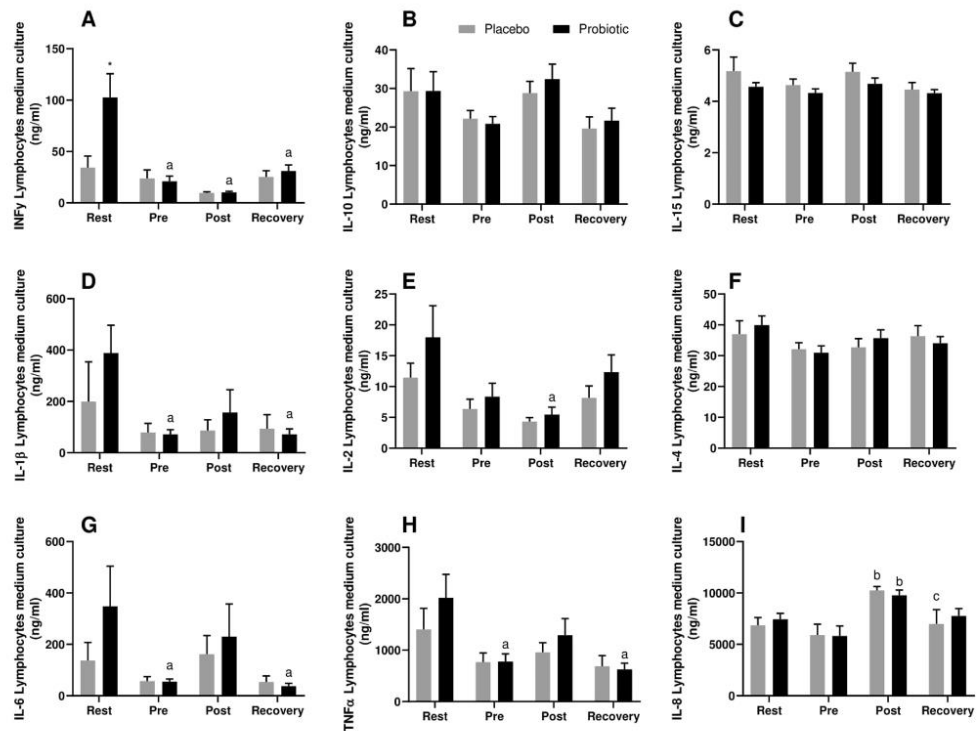 A
INFγ Lymphocytes medium culture
(ng/ml)
150
100
50
0
*
a
a
a
Rest Pre Post Recovery
B
Placebo Probiotic
IL-10 Lymphocytes medium culture
(ng/ml)
40
30
20
10
0
Rest Pre Post Recovery
C
IL-15 Lymphocytes medium culture
(ng/ml)
6
4
2
0
Rest Pre Post Recovery
D
IL-1β Lymphocytes medium culture
(ng/ml)
600
400
200
0
a
a
Rest Pre Post Recovery
E
IL-2 Lymphocytes medium culture
(ng/ml)
25
20
15
10
5
0
a
Rest Pre Post Recovery
F
IL-4 Lymphocytes medium culture
(ng/ml)
50
40
30
20
10
0
Rest Pre Post Recovery
G
IL-6 Lymphocytes medium culture
(ng/ml)
600
400
200
0
a
a
Rest Pre Post Recovery
H
TNFα Lymphocytes medium culture
(ng/ml)
3000
2000
1000
0
a
a
Rest Pre Post Recovery
I
IL-8 Lymphocytes medium culture
(ng/ml)
15000
10000
5000
0
b b
c
Rest Pre Post Recovery